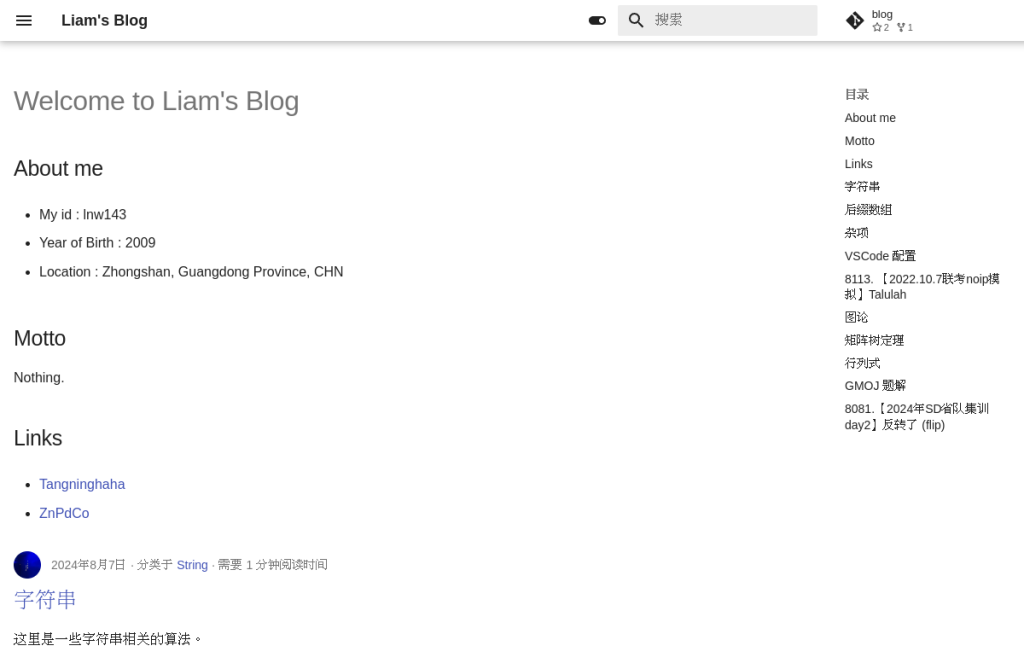 Liam's Blog
搜索
blog
2 1
Welcome to Liam's Blog
About me
My id : lnw143
Year of Birth : 2009
Location : Zhongshan, Guangdong Province, CHN
Motto
Nothing.
Links
Tangninghaha
ZnPdCo
2024年8月7日 · 分类于 String · 需要 1 分钟阅读时间
字符串
这里是一些字符串相关的算法。
目录
About me
Motto
Links
字符串
后缀数组
杂项
VSCode 配置
8113. 【2022.10.7联考noip模
拟】Talulah
图论
矩阵树定理
行列式
GMOJ 题解
8081.【2024年SD省队集训
day2】反转了 (flip)